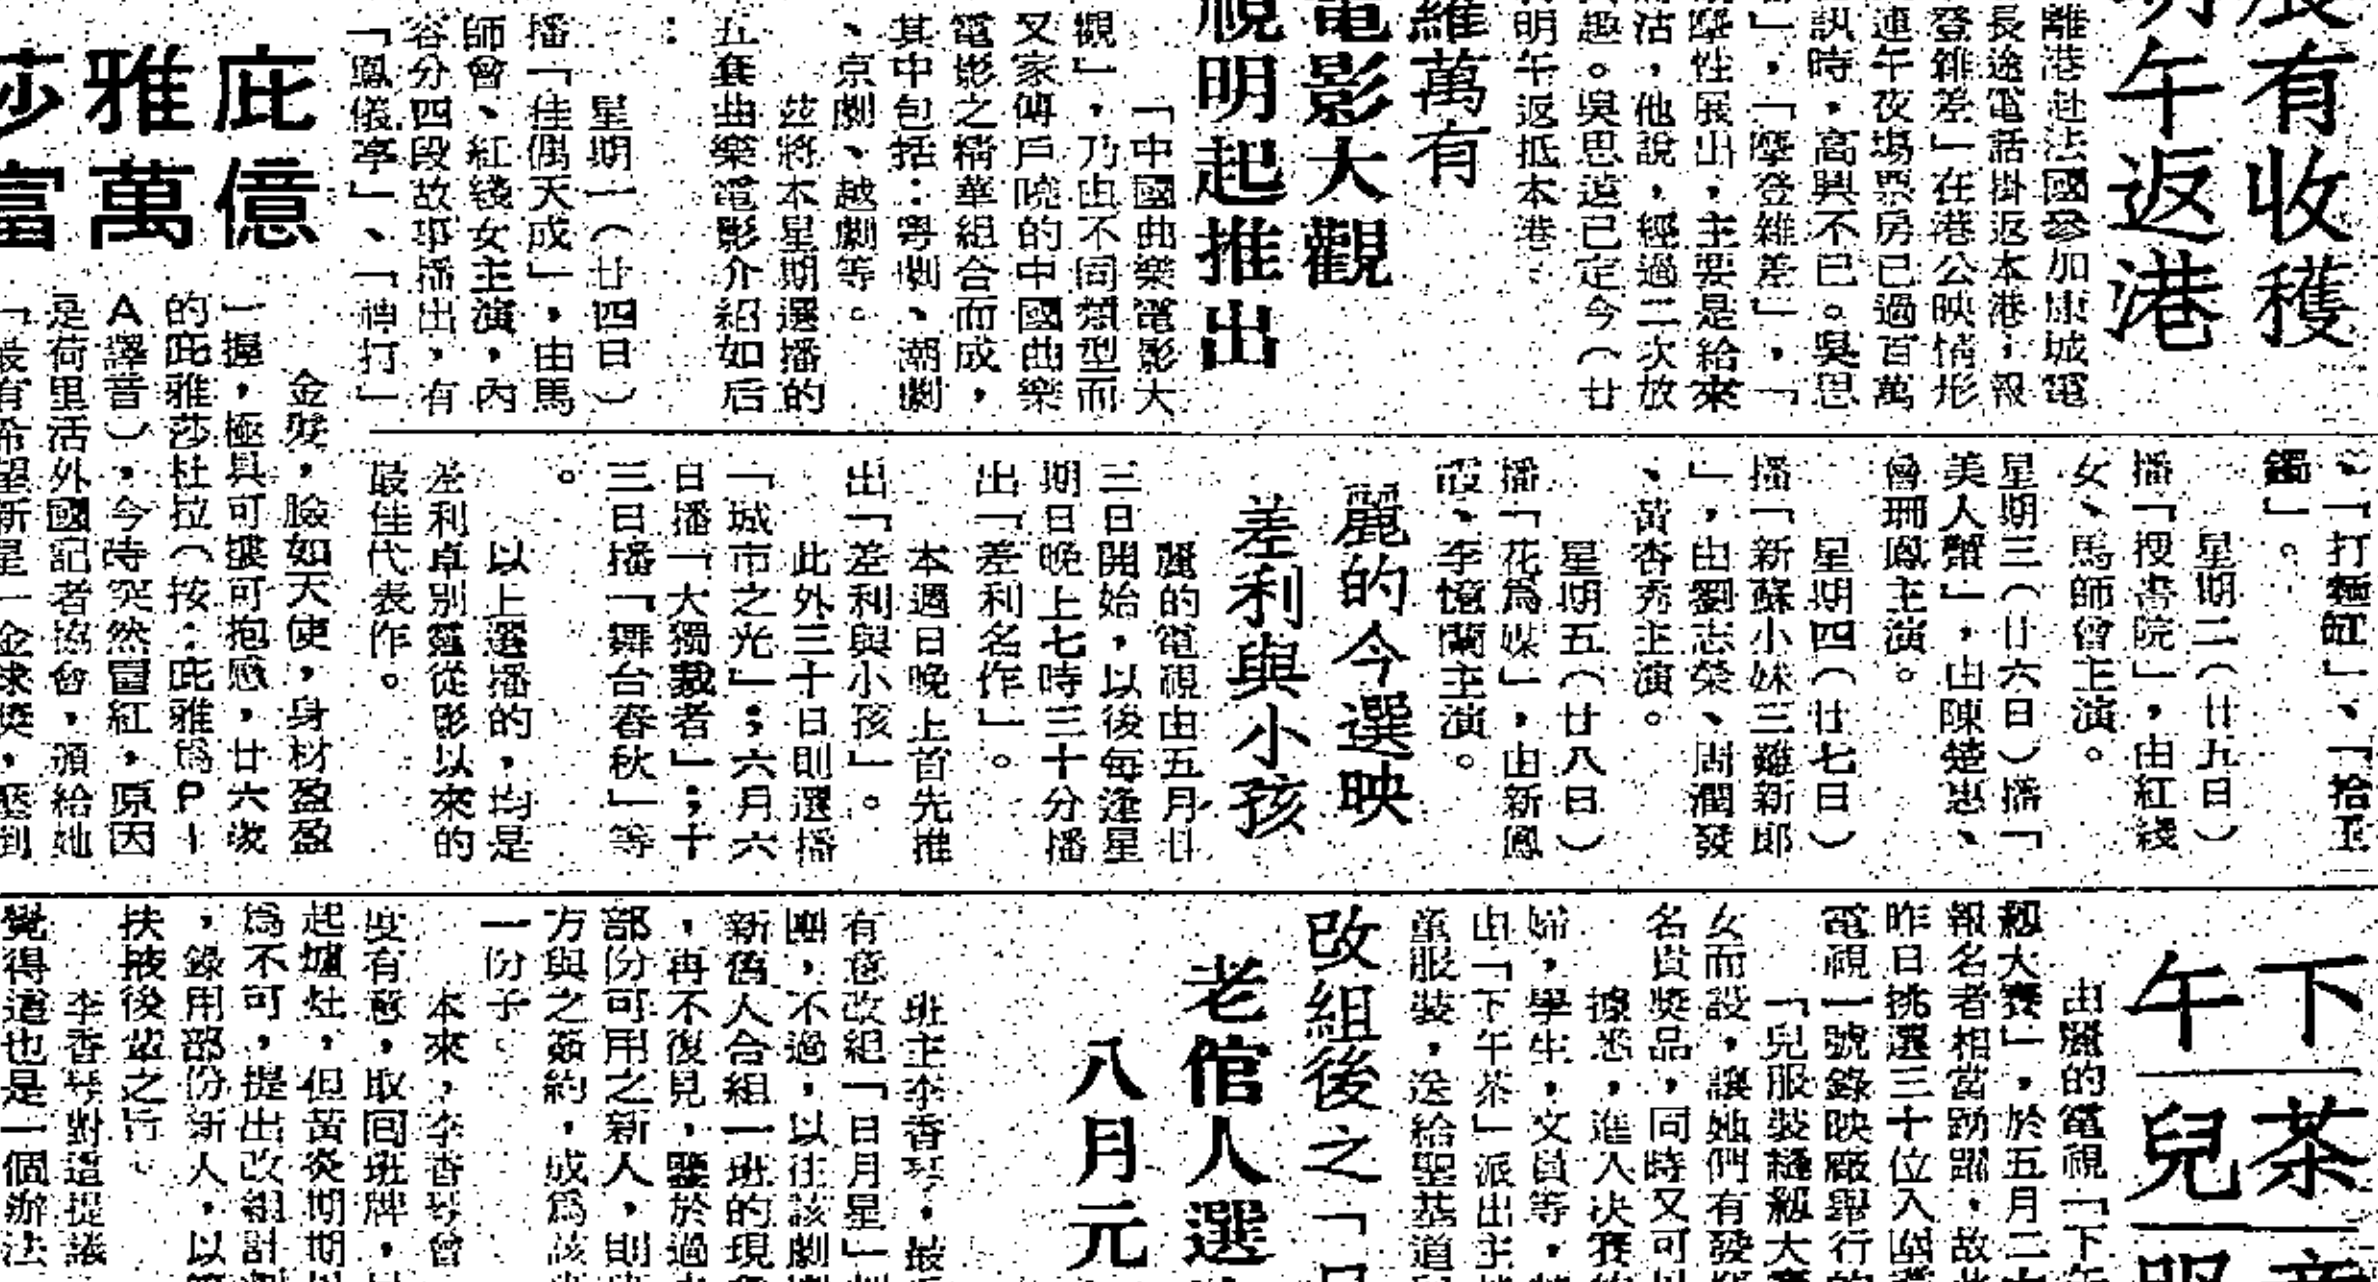 有收穫
午返港
離港赴法國參加康城電
長途電話掛返本港，報
登雜差」在港公映情形
連午夜場票房已過百萬
訊時，高興不已。吳思
」，「摩登雜差」，「
摩性展出，主要是給來
沽，他說，經過二次放
趣。吳思遠已定今（廿
明午返抵本港。
羅萬有
電影大觀
視明起推出
「中國曲樂電影大
觀」，乃由不同類型而
又家傳戶曉的中國曲樂
電影之精華組合而成，
其中包括：粵劇、潮劇
、京劇、越劇等。
茲將本星期選播的
五套曲樂電影介紹如后
：
星期一（廿四日）
播「佳偶天成」，由馬
師曾、紅綫女主演，內
容分四段故事播出，有
「鳳儀亭」、「禪打」
、「打麵缸」、「拾玉
鐲」。
星期二（廿五日）
播「搜書院」，由紅綫
女、馬師曾主演。
星期三（廿六日）播「
美人蟹」，由陳楚惠、
曾珊鳳主演。
星期四（廿七日）
播「新蘇小妹三難新郎
」，由劉志榮、周潤發
、黃杏秀主演。
星期五（廿八日）
播「花爲媒」，由新鳳
霞、李憶蘭主演。
麗的今選映
差利與小孩
麗的電視由五月廿
三日開始，以後每逢星
期日晚上七時三十分播
出「差利名作」。
本週日晚上首先推
出「差利與小孩」。
此外三十日則選播
「城市之光」；六月六
日播「大獨裁者」；十
三日播「舞台春秋」等
。
以上選播的，均是
差利卓別靈從影以來的
最佳代表作。
庇億
雅萬
莎富
金髮，臉如天使，身材盈盈
一握，極具可摟可抱感，廿六歲
的庇雅莎杜拉（按：庇雅爲PI
A譯音），今時突然當紅，原因
是荷里活外國記者協會，頒給她
「最有希望新星」金球獎，壓到
下午
茶兒
由麗的電視「下午
大賽」，於五月二
報名者相當踴躍，故此
昨日挑選三十位入圍
電視一號錄映廠舉行的
「兒服裝縫紉大賽
女而設，讓她們有發
名貴獎品，同時又可以
據悉，進入決賽的
婦，學生，文員等，
由「下午茶」派出主
童服裝，送給聖基道
改組後之「日
老倌人選
八月元
班主李香琴，最
有意改組「日月星」劇
團，不過，以往該劇
新舊人合組一班的現
，再不復見，鑒於過
部份可用之新人，則
方與之簽約，成爲該
一份子。
本來，李香琴曾
度有意，取回班牌，
起爐灶，但黃炎期期以
爲不可，提出改組計劃
，錄用部份新人，以
扶掖後輩之旨。
李香琴對這提議
覺得這也是一個辦法